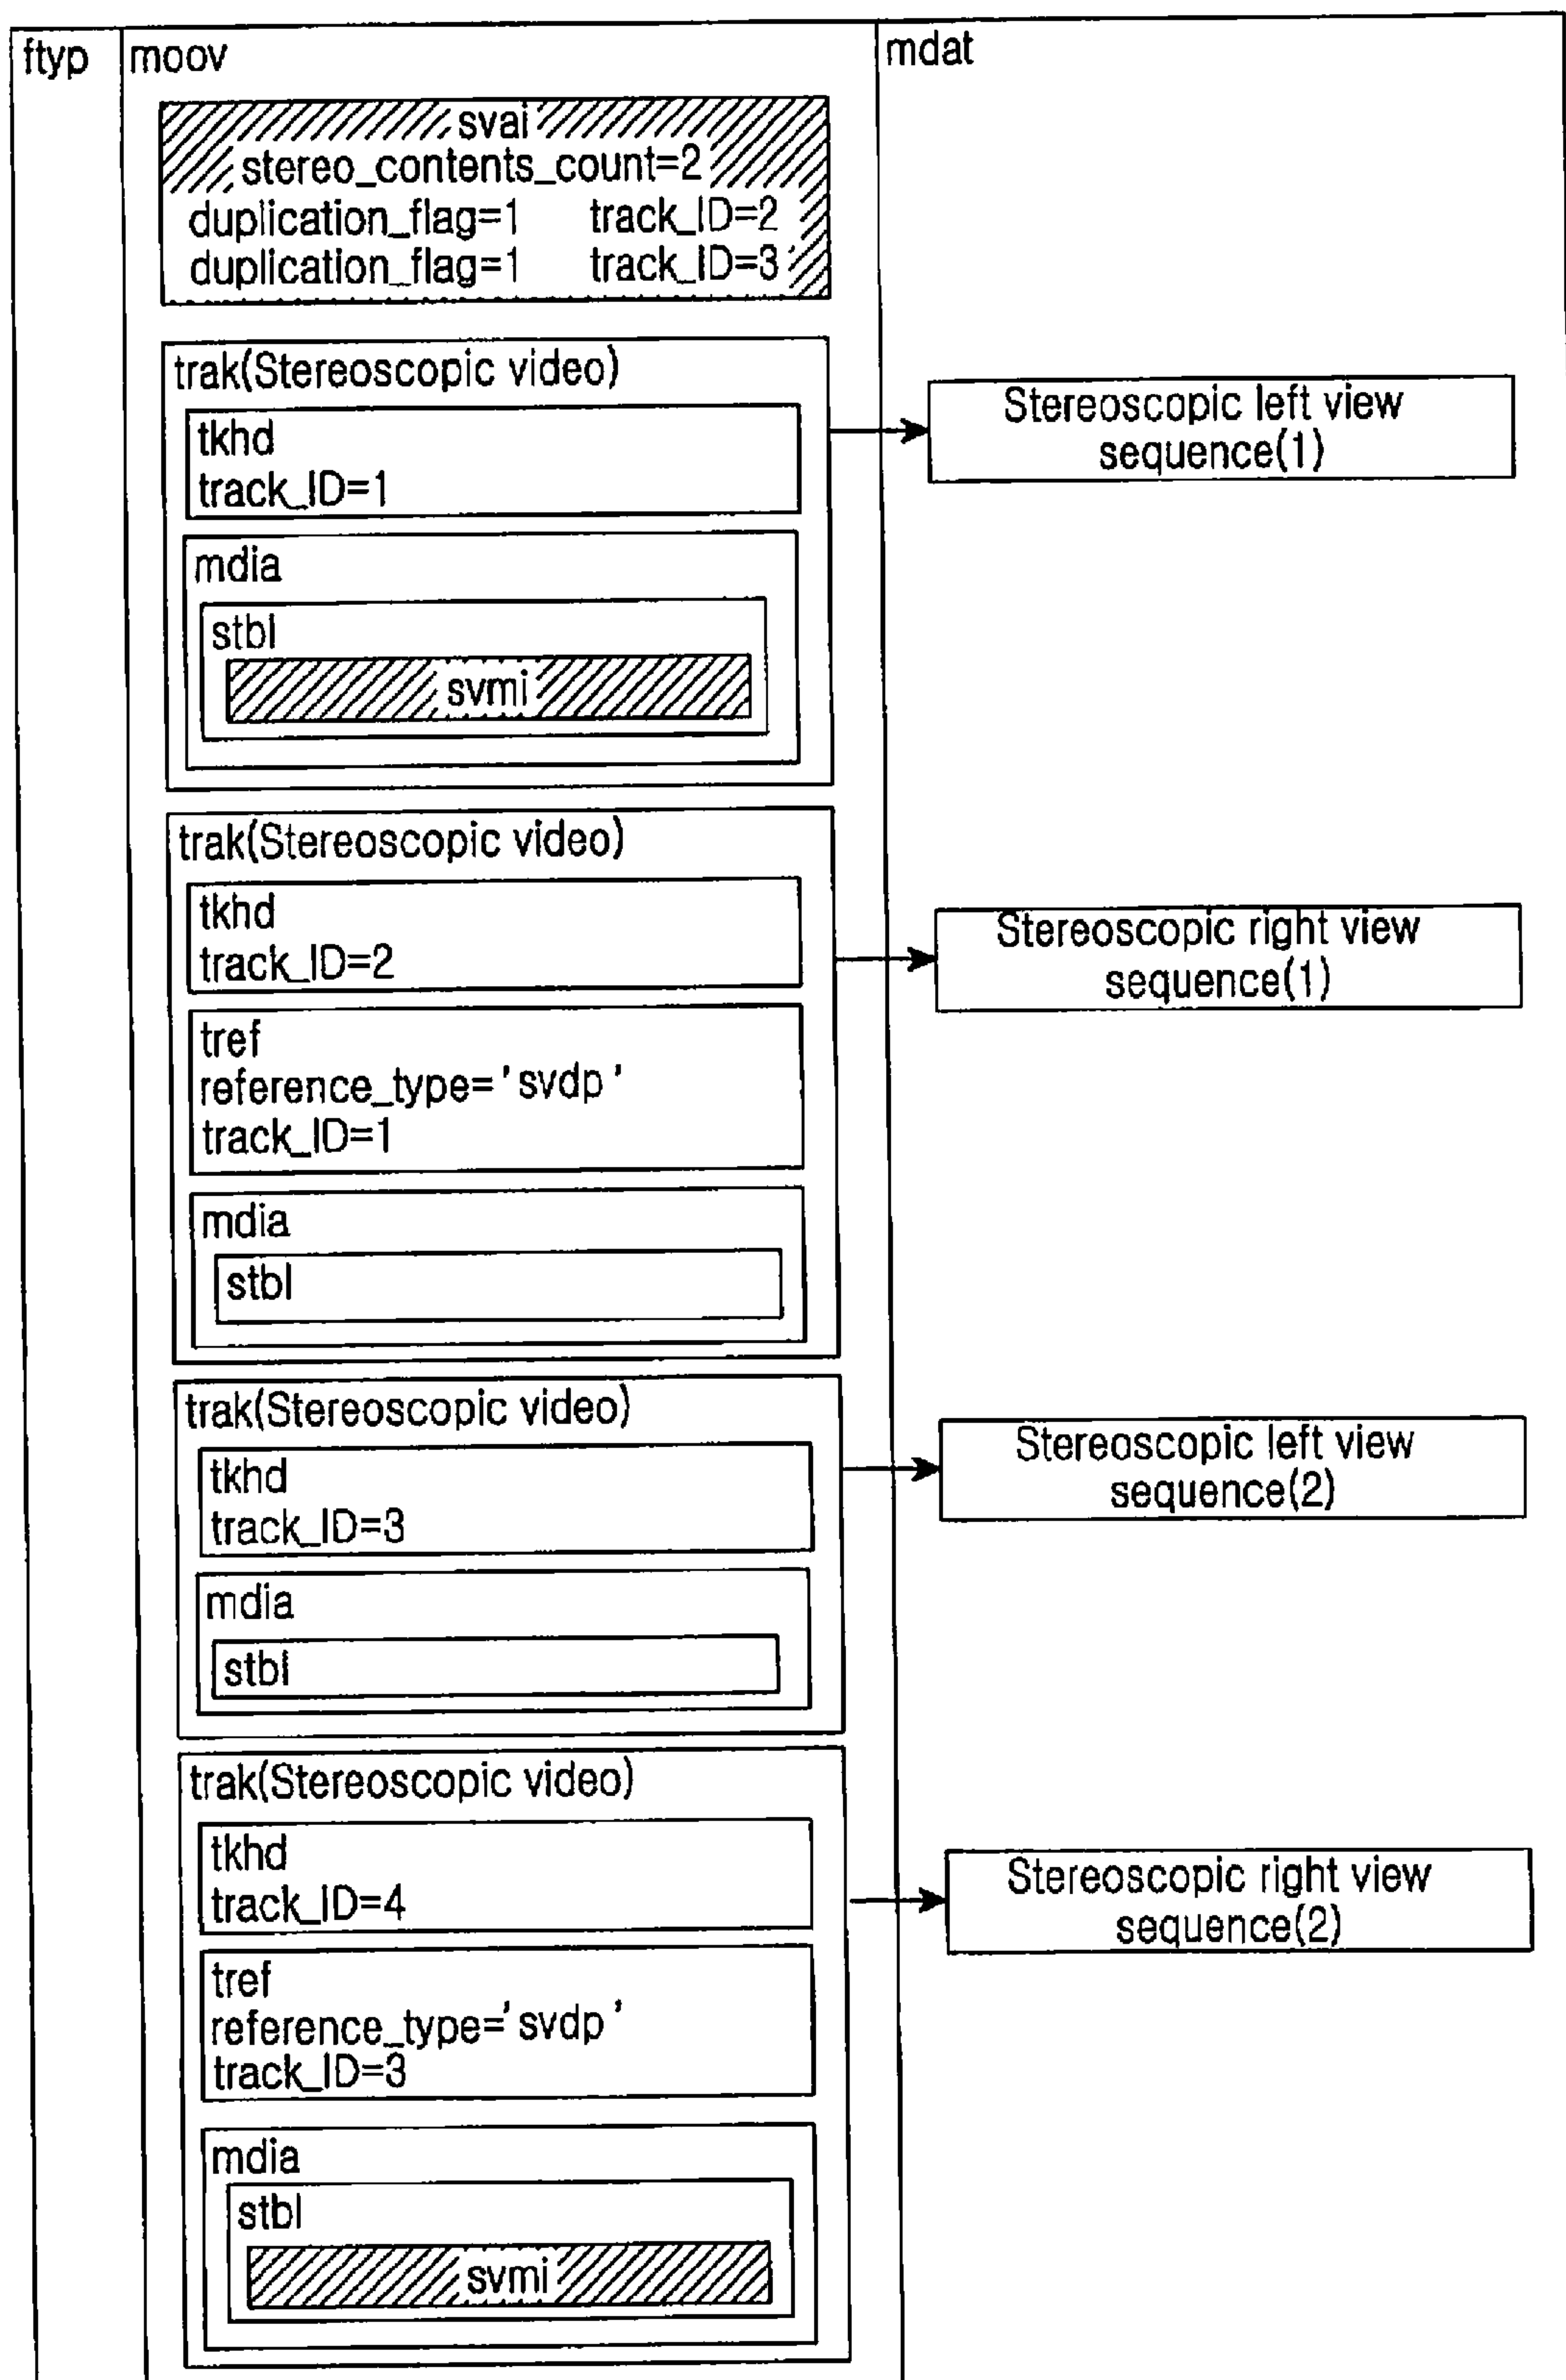 ftyp
moov
mdat
svai
stereo_contents_count=2
duplication_flag=1 track_ID=2
duplication_flag=1 track_ID=3
trak(Stereoscopic video)
tkhd
track_ID=1
mdia
stbl
svmi
Stereoscopic left view
sequence(1)
trak(Stereoscopic video)
tkhd
track_ID=2
tref
reference_type='svdp'
track_ID=1
mdia
stbl
Stereoscopic right view
sequence(1)
trak(Stereoscopic video)
tkhd
track_ID=3
mdia
stbl
Stereoscopic left view
sequence(2)
trak(Stereoscopic video)
tkhd
track_ID=4
tref
reference_type='svdp'
track_ID=3
mdia
stbl
svmi
Stereoscopic right view
sequence(2)